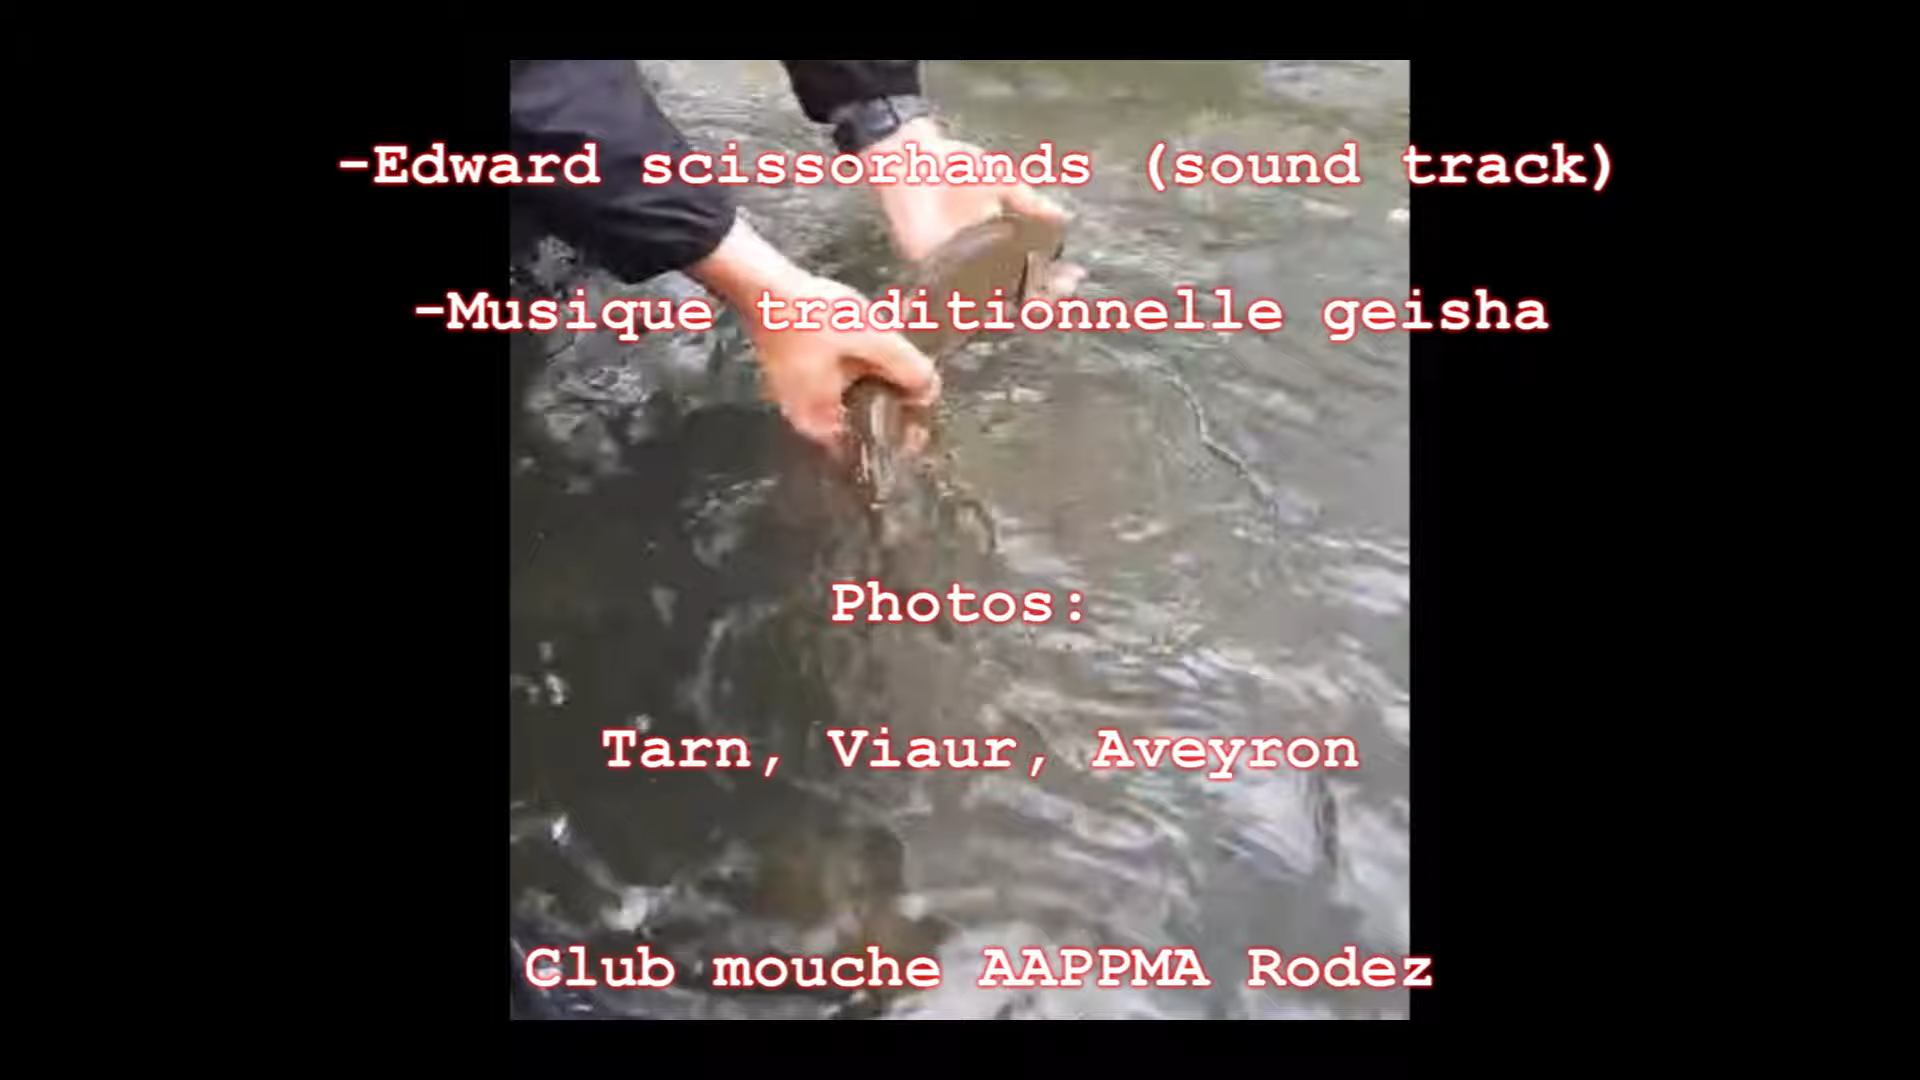 -Edward scissorhands (sound track)
-Musique traditionnelle geisha
Photos:
Tarn, Viaur, Aveyron
Club mouche AAPPMA Rodez